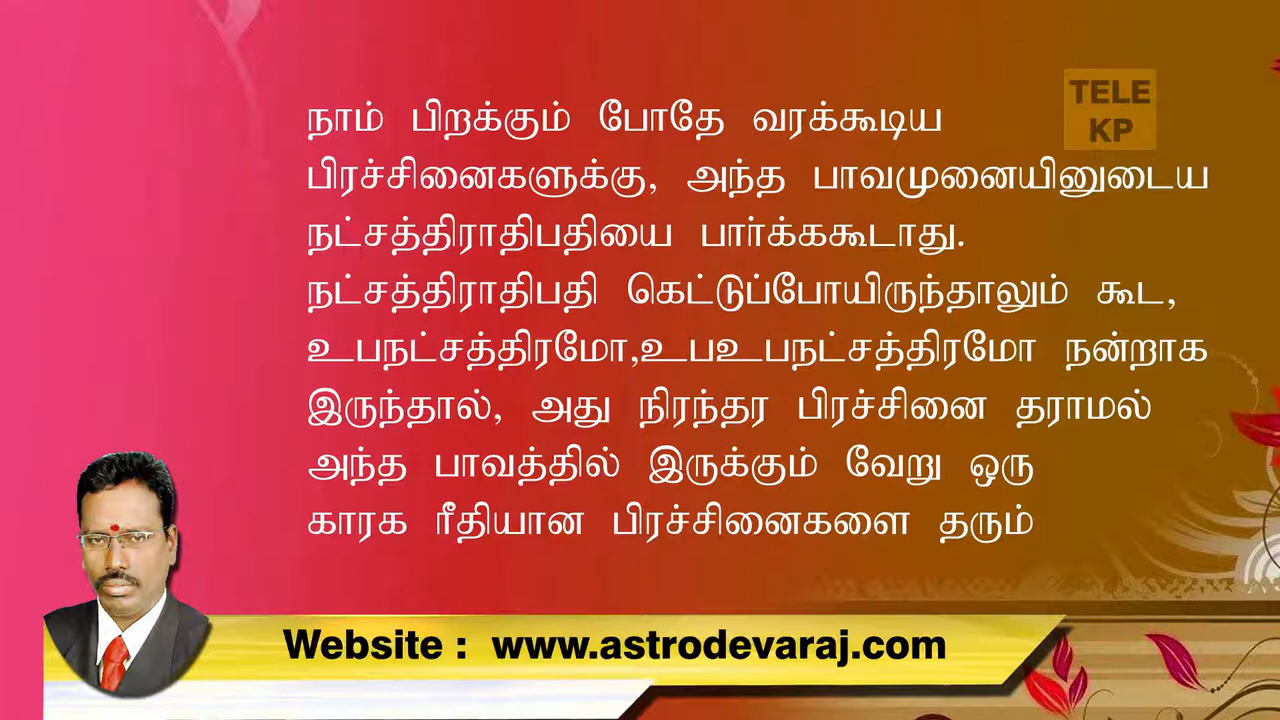 நாம் பிறக்கும் போதே வரக்கூடிய
பிரச்சினைகளுக்கு, அந்த பாவமுனையினுடைய
நட்சத்திராதிபதியை பார்க்ககூடாது.
நட்சத்திராதிபதி கெட்டுப்போயிருந்தாலும் கூட,
உபநட்சத்திரமோ,உபஉபநட்சத்திரமோ நன்றாக
இருந்தால், அது நிரந்தர பிரச்சினை தராமல்
அந்த பாவத்தில் இருக்கும் வேறு ஒரு
காரக ரீதியான பிரச்சினைகளை தரும்
TELE
KP
Website : www.astrodevaraj.com